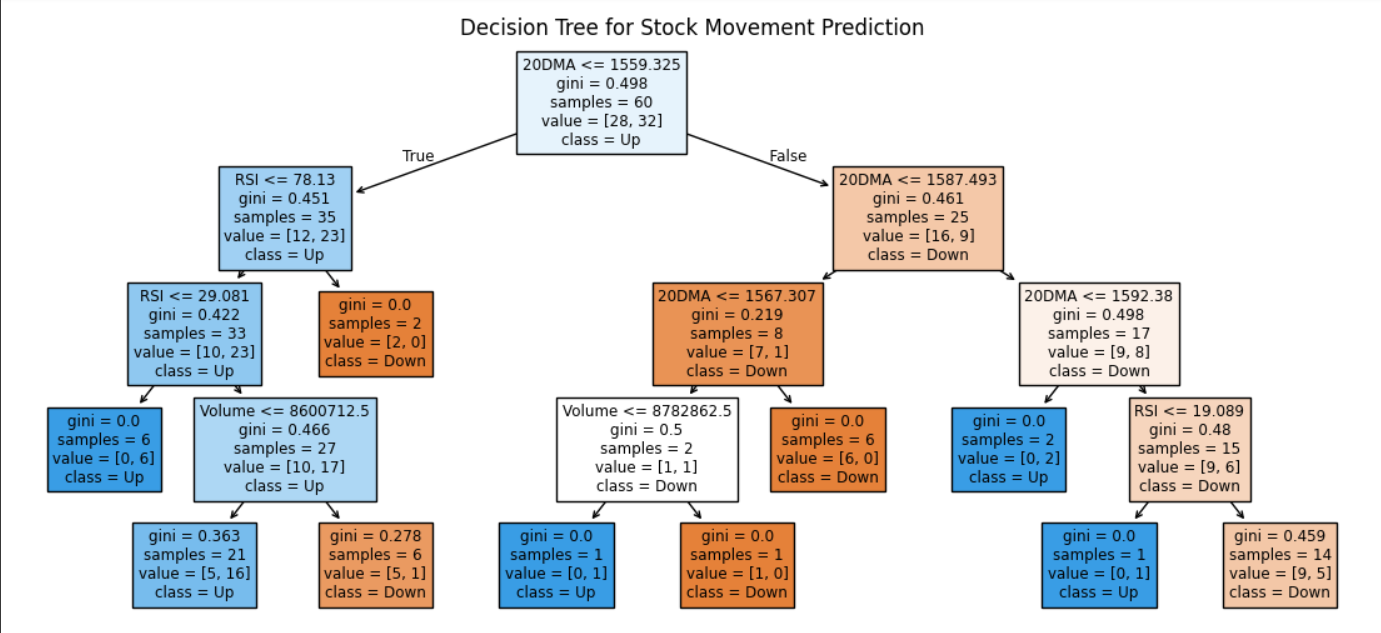 Decision Tree for Stock Movement Prediction
20DMA <= 1559.325
gini = 0.498
samples = 60
value = [28, 32]
class = Up
True
False
RSI <= 78.13
gini = 0.451
samples = 35
value = [12, 23]
class = Up
20DMA <= 1587.493
gini = 0.461
samples = 25
value = [16, 9]
class = Down
RSI <= 29.081
gini = 0.422
samples = 33
value = [10, 23]
class = Up
gini = 0.0
samples = 2
value = [2, 0]
class = Down
20DMA <= 1567.307
gini = 0.219
samples = 8
value = [7, 1]
class = Down
20DMA <= 1592.38
gini = 0.498
samples = 17
value = [9, 8]
class = Down
gini = 0.0
samples = 6
value = [0, 6]
class = Up
Volume <= 8600712.5
gini = 0.466
samples = 27
value = [10, 17]
class = Up
Volume <= 8782862.5
gini = 0.5
samples = 2
value = [1, 1]
class = Down
gini = 0.0
samples = 6
value = [6, 0]
class = Down
gini = 0.0
samples = 2
value = [0, 2]
class = Up
RSI <= 19.089
gini = 0.48
samples = 15
value = [9, 6]
class = Down
gini = 0.363
samples = 21
value = [5, 16]
class = Up
gini = 0.278
samples = 6
value = [5, 1]
class = Down
gini = 0.0
samples = 1
value = [0, 1]
class = Up
gini = 0.0
samples = 1
value = [1, 0]
class = Down
gini = 0.0
samples = 1
value = [0, 1]
class = Up
gini = 0.459
samples = 14
value = [9, 5]
class = Down